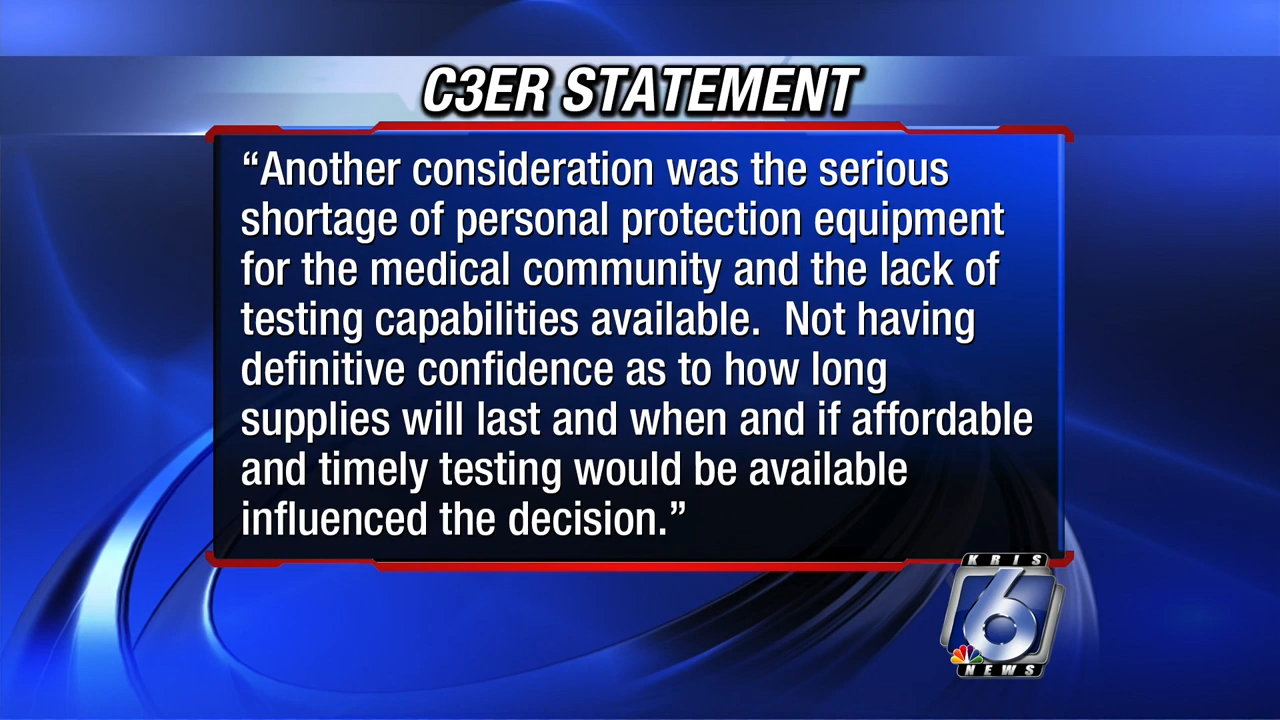 C3ER STATEMENT
“Another consideration was the serious
shortage of personal protection equipment
for the medical community and the lack of
testing capabilities available.  Not having
definitive confidence as to how long
supplies will last and when and if affordable
and timely testing would be available
influenced the decision.”
KRIS
6
NEWS